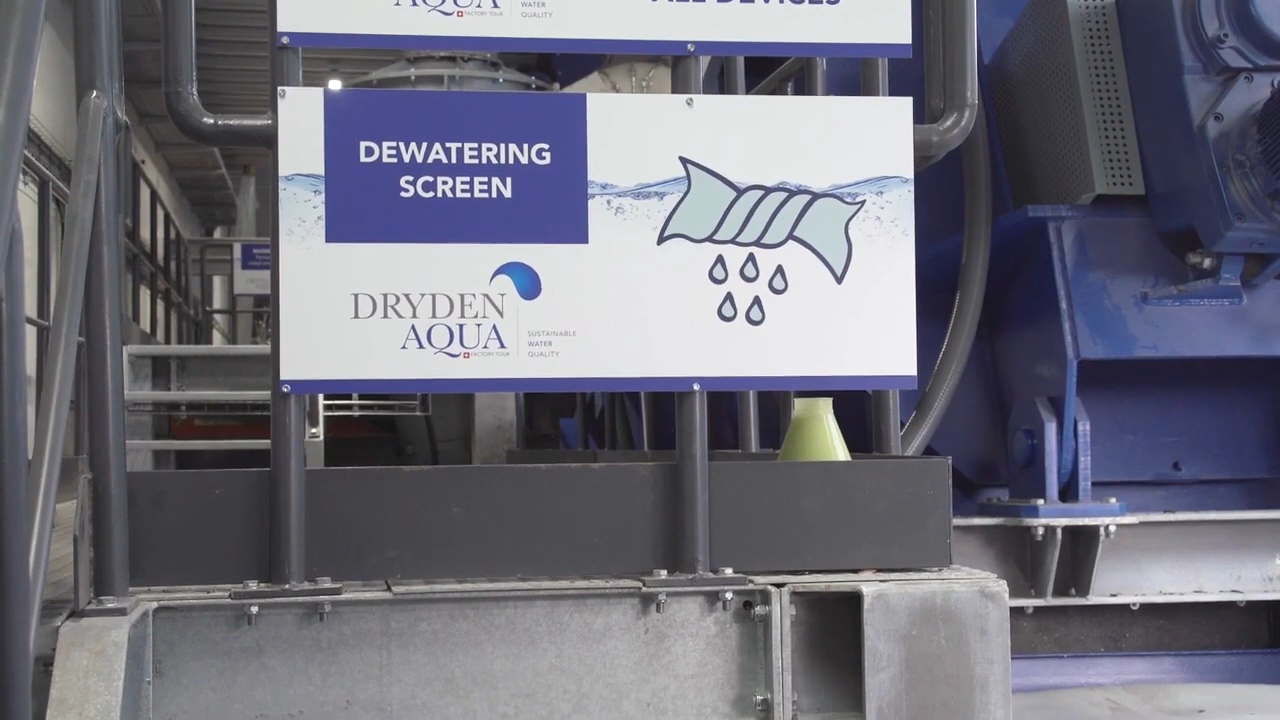 AQUA
FACTORY TOUR
WATER
QUALITY
ALL DEVICES
DEWATERING
SCREEN
DRYDEN
AQUA
FACTORY TOUR
SUSTAINABLE
WATER
QUALITY